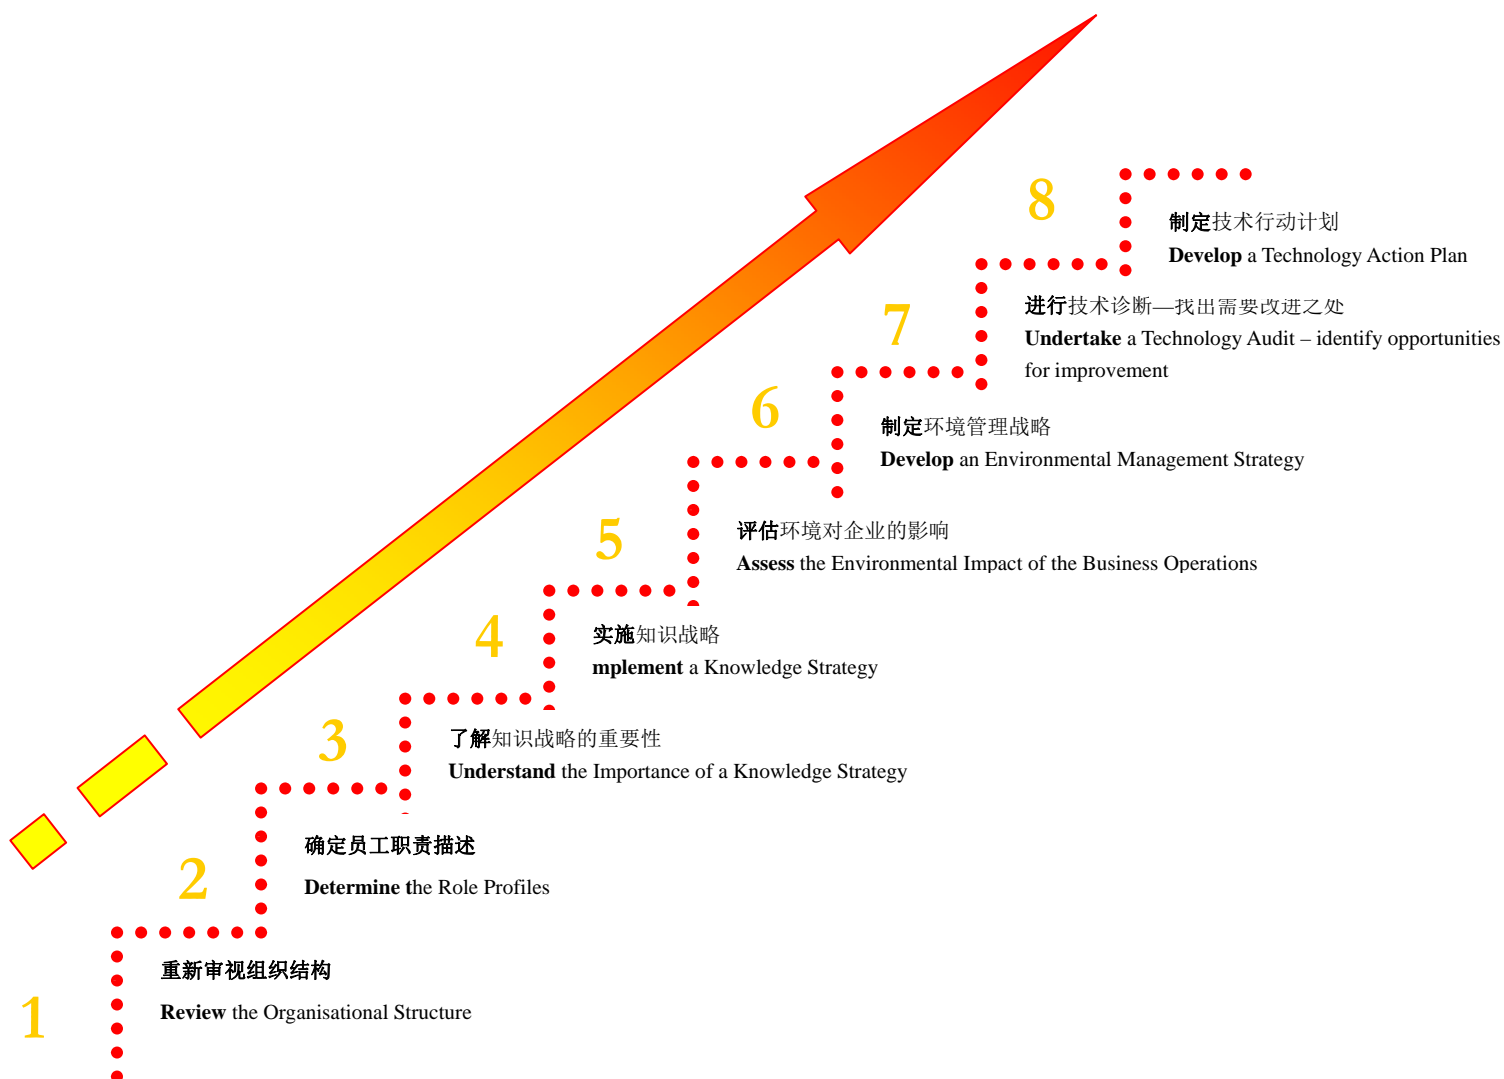 8
制定技术行动计划
Develop a Technology Action Plan
7
进行技术诊断—找出需要改进之处
Undertake a Technology Audit – identify opportunities
for improvement
6
制定环境管理战略
Develop an Environmental Management Strategy
5
评估环境对企业的影响
Assess the Environmental Impact of the Business Operations
4
实施知识战略
mplement a Knowledge Strategy
3
了解知识战略的重要性
Understand the Importance of a Knowledge Strategy
2
确定员工职责描述
Determine the Role Profiles
1
重新审视组织结构
Review the Organisational Structure